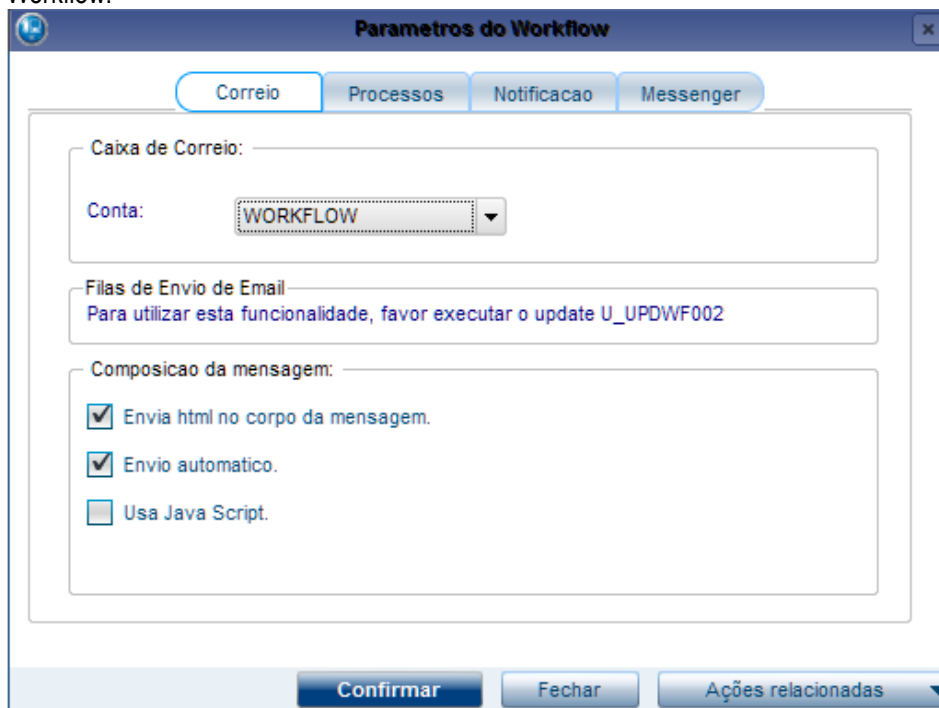 Workflow:
Parametros do Workflow
Correio Processos Notificacao Messenger
Caixa de Correio:
Conta: WORKFLOW
Filas de Envio de Email
Para utilizar esta funcionalidade, favor executar o update U_UPDWF002
Composicao da mensagem:
Envia html no corpo da mensagem.
Envio automatico.
Usa Java Script.
Confirmar Fechar Ações relacionadas